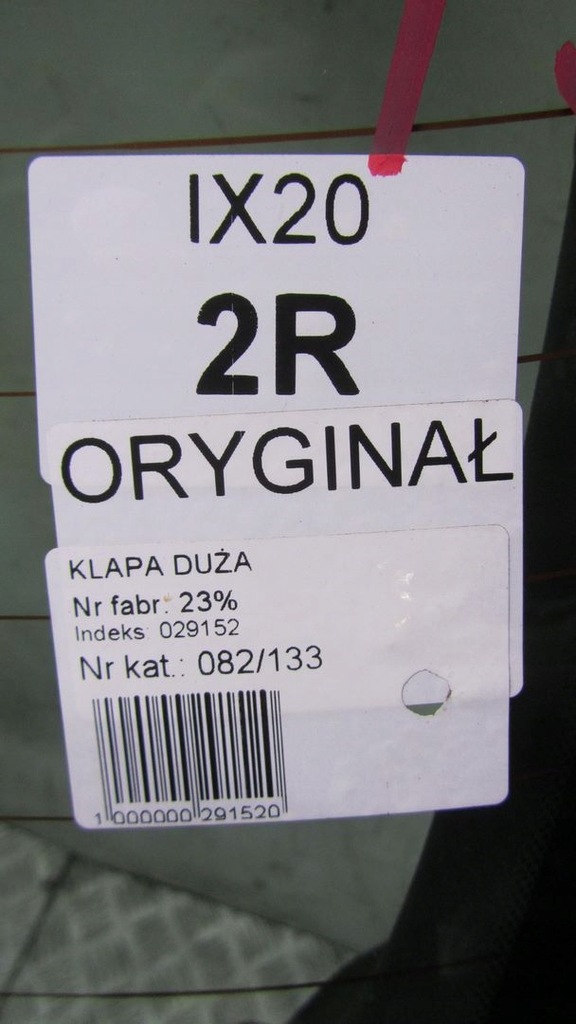 IX20
2R
ORYGINAŁ
KLAPA DUŻA
Nr fabr: 23%
Indeks: 029152
Nr kat.: 082/133
1 000000 291520